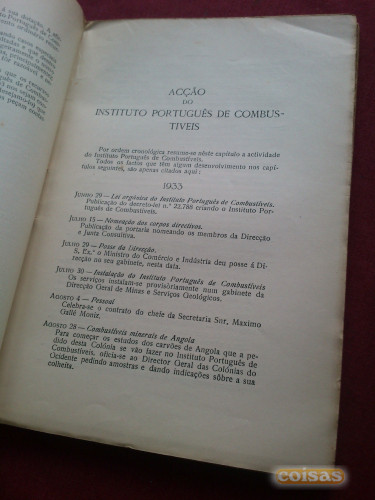 ACÇÃO
DO
INSTITUTO PORTUGUÊS DE COMBUS-
TIVEIS
Por ordem cronológica resume-se nêste capítulo a actividade
do Instituto Português de Combustíveis.
Todos os factos que têm algum desenvolvimento nos capí-
tulos seguintes, são apenas citados aqui:
1933
JUNHO 29 — Lei orgânica do Instituto Português de Combustíveis.
Publicação do decreto-lei n.º 22.788 criando o Instituto Por-
tuguês de Combustíveis.
JULHO 15 — Nomeação dos corpos directivos.
Publicação da portaria nomeando os membros da Direcção
e Junta Consultiva.
JULHO 29 — Posse da Direcção.
S. Ex.ª o Ministro do Comércio e Indústria deu posse á Di-
recção no seu gabinete, nesta data.
JULHO 30 — Instalação do Instituto Português de Combustíveis
Os serviços instalam-se provisòriamente num gabinete da
Direcção Geral de Minas e Serviços Geológicos.
AGOSTO 4 — Pessoal
Celebra-se o contrato do chefe da Secretaria Snr. Maximo
Gaité Moniz.
AGOSTO 28 — Combustíveis minerais de Angola
Para começar os estudos dos carvões de Angola que a pe-
dido desta Colónia se vão fazer no Instituto Português de
Combustíveis, oficia-se ao Director Geral das Colónias do
Ocidente pedindo amostras e dando indicações sôbre a sua
colheita.
coisas